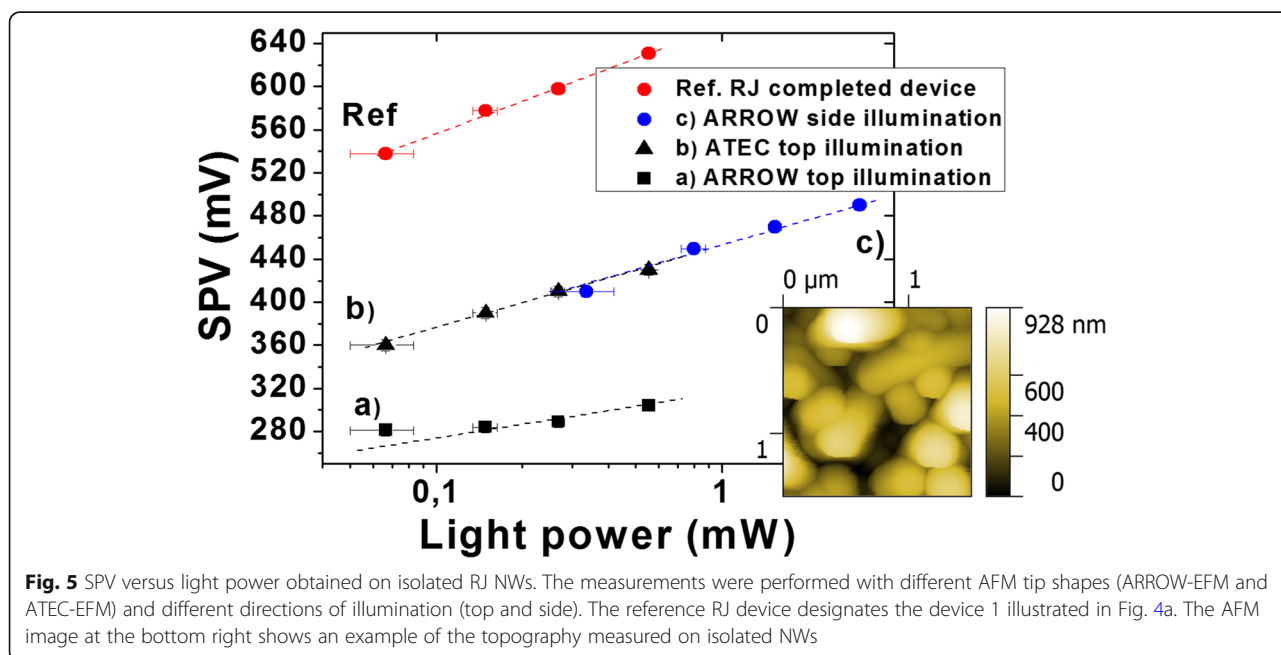 640
600
560
520
480
440
400
360
320
280
SPV (mV)
Ref
Ref. RJ completed device
c) ARROW side illumination
b) ATEC top illumination
a) ARROW top illumination
c)
b)
a)
0 µm 1
0
1
928 nm
600
400
0
0,1 1
Light power (mW)
Fig. 5 SPV versus light power obtained on isolated RJ NWs. The measurements were performed with different AFM tip shapes (ARROW-EFM and
ATEC-EFM) and different directions of illumination (top and side). The reference RJ device designates the device 1 illustrated in Fig. 4a. The AFM
image at the bottom right shows an example of the topography measured on isolated NWs